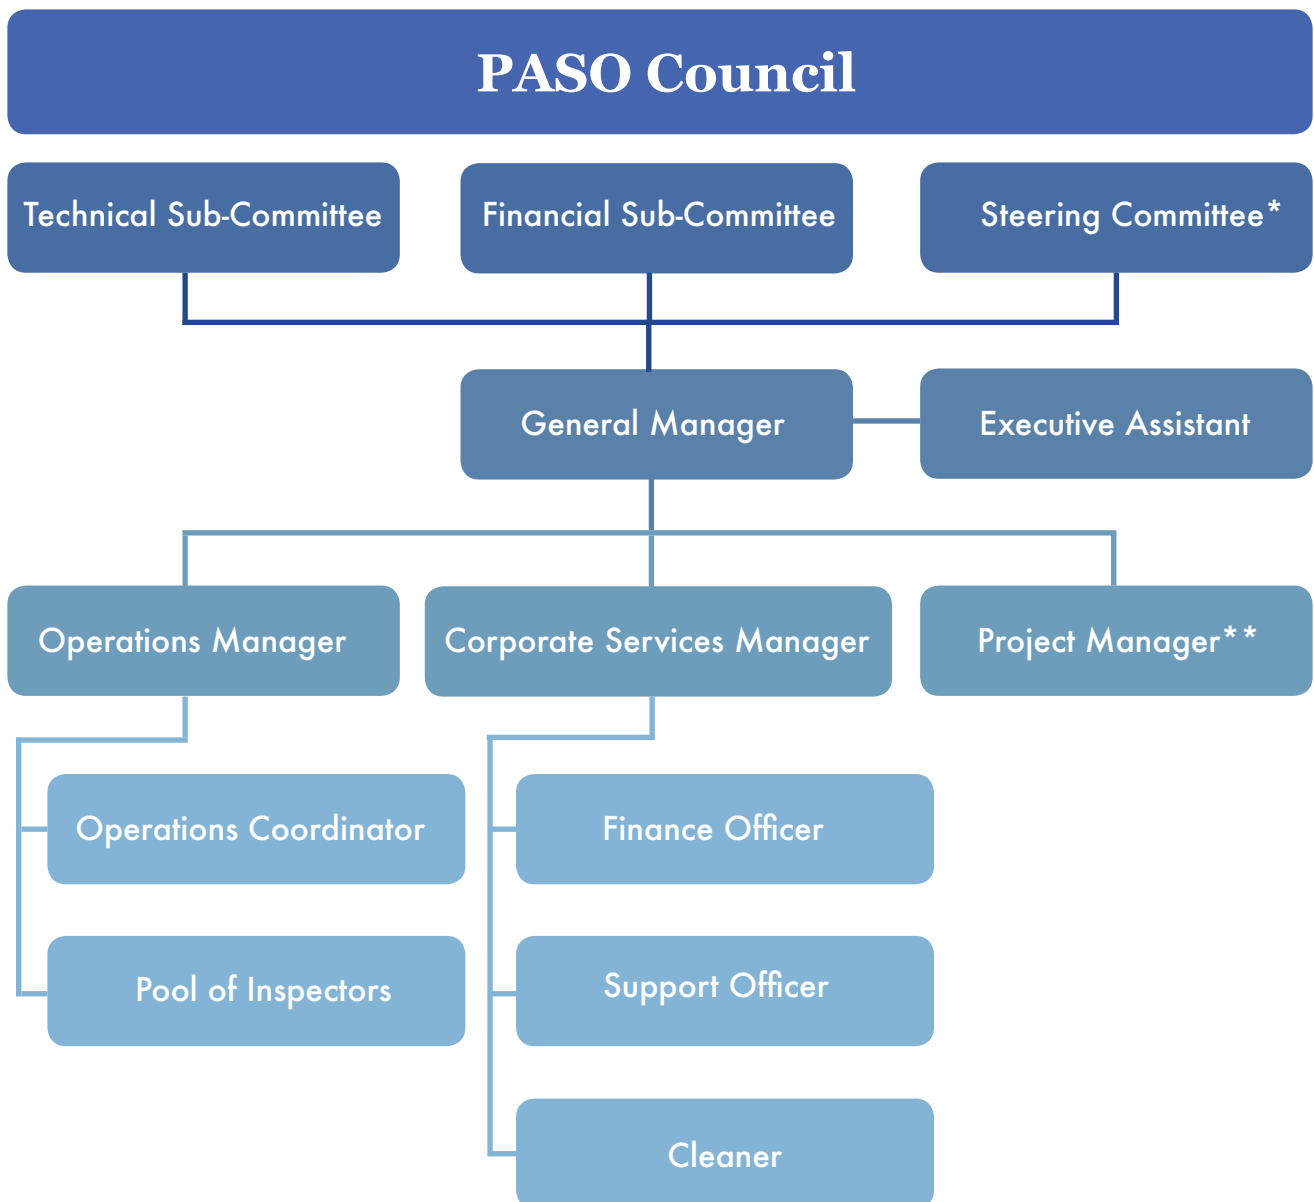 PASO Council
Technical Sub-Committee
Financial Sub-Committee
Steering Committee*
General Manager
Executive Assistant
Operations Manager
Corporate Services Manager
Project Manager**
Operations Coordinator
Finance Officer
Pool of Inspectors
Support Officer
Cleaner